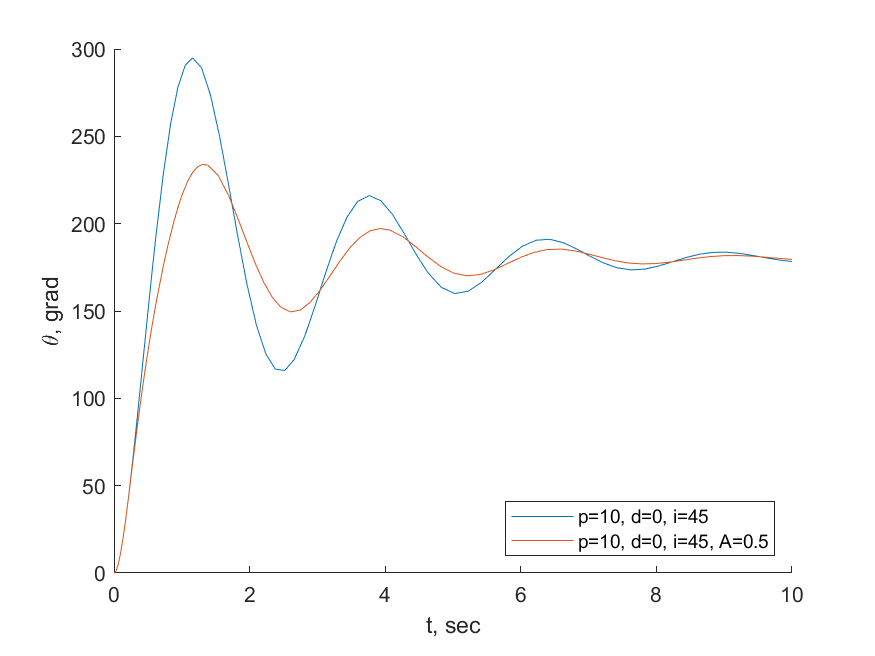 300
250
200
150
100
50
0
θ, grad
0 2 4 6 8 10
t, sec
p=10, d=0, i=45
p=10, d=0, i=45, A=0.5